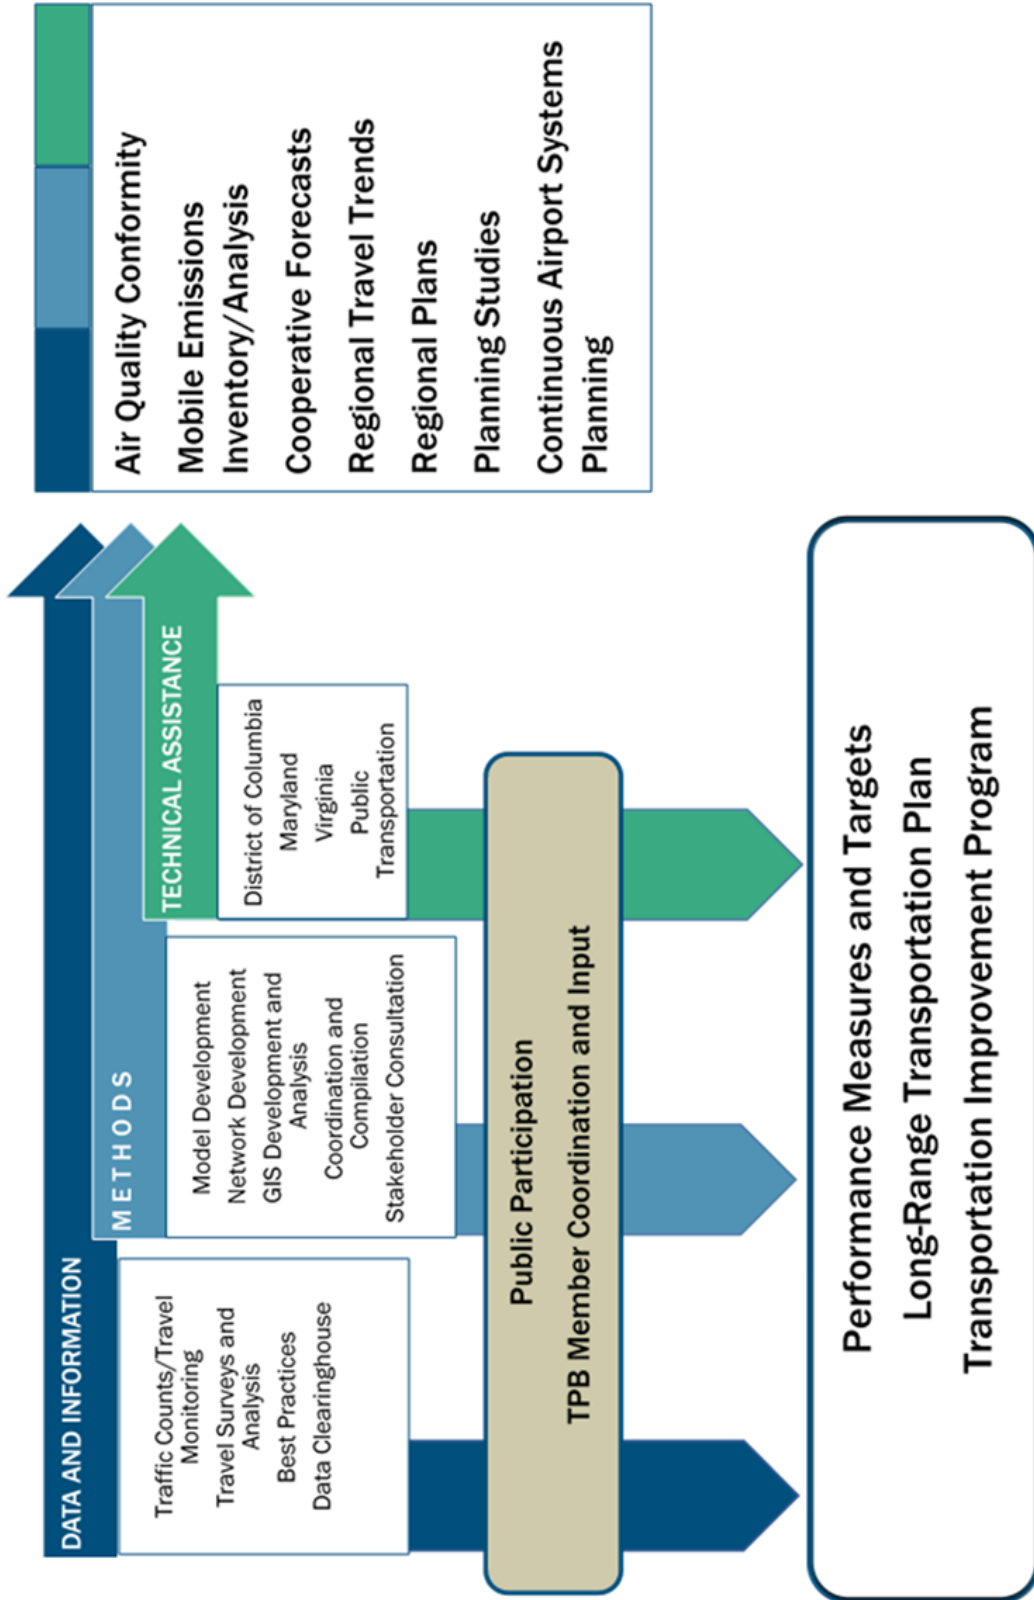 DATA AND INFORMATION
Traffic Counts/Travel
Monitoring
Travel Surveys and
Analysis
Best Practices
Data Clearinghouse
METHODS
Model Development
Network Development
GIS Development and
Analysis
Coordination and
Compilation
Stakeholder Consultation
TECHNICAL ASSISTANCE
District of Columbia
Maryland
Virginia
Public
Transportation
Air Quality Conformity
Mobile Emissions
Inventory/Analysis
Cooperative Forecasts
Regional Travel Trends
Regional Plans
Planning Studies
Continuous Airport Systems
Planning
Public Participation
TPB Member Coordination and Input
Performance Measures and Targets
Long-Range Transportation Plan
Transportation Improvement Program